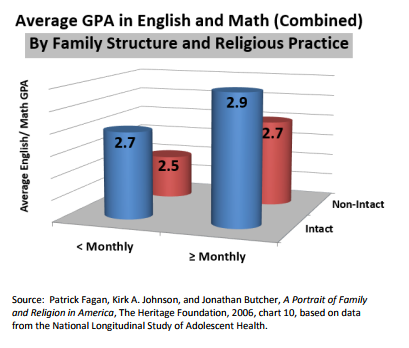 Average GPA in English and Math (Combined)
By Family Structure and Religious Practice
Average English/ Math GPA
2.7
2.5
2.9
2.7
Non-Intact
Intact
< Monthly
≥ Monthly
Source: Patrick Fagan, Kirk A. Johnson, and Jonathan Butcher, A Portrait of Family
and Religion in America, The Heritage Foundation, 2006, chart 10, based on data
from the National Longitudinal Study of Adolescent Health.